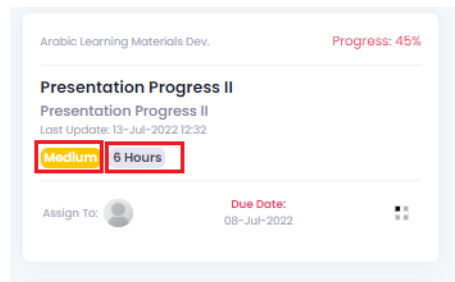 Arabic Learning Materials Dev. Progress: 45%
Presentation Progress II
Presentation Progress II
Last Update: 13-Jul-2022 12:32
Medium 6 Hours
Assign To: Due Date:
08-Jul-2022